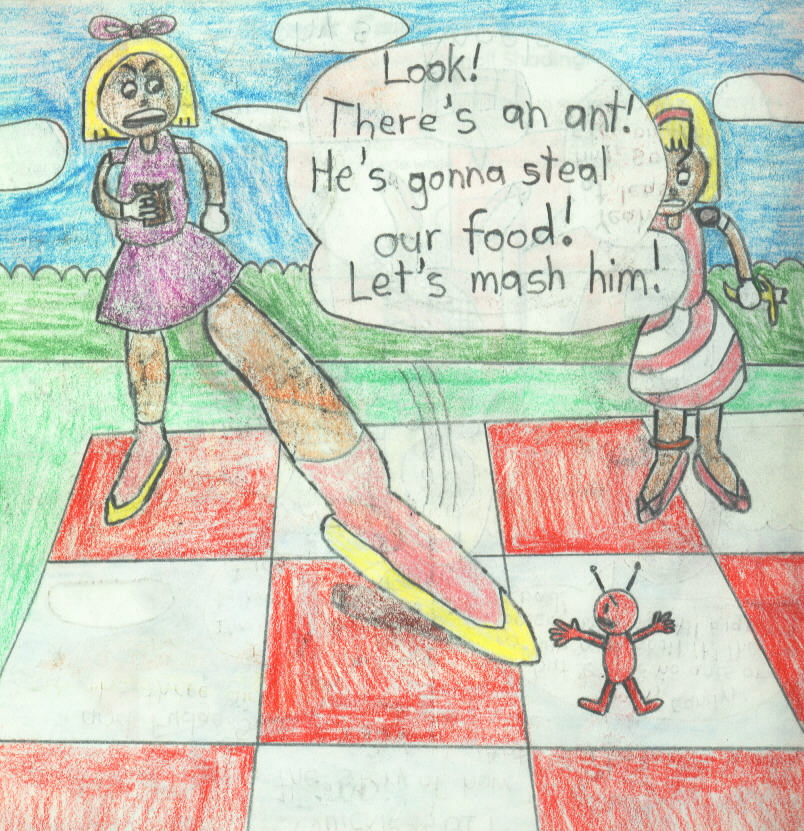 Look!
There's an ant!
He's gonna steal
our food!
Let's mash him!